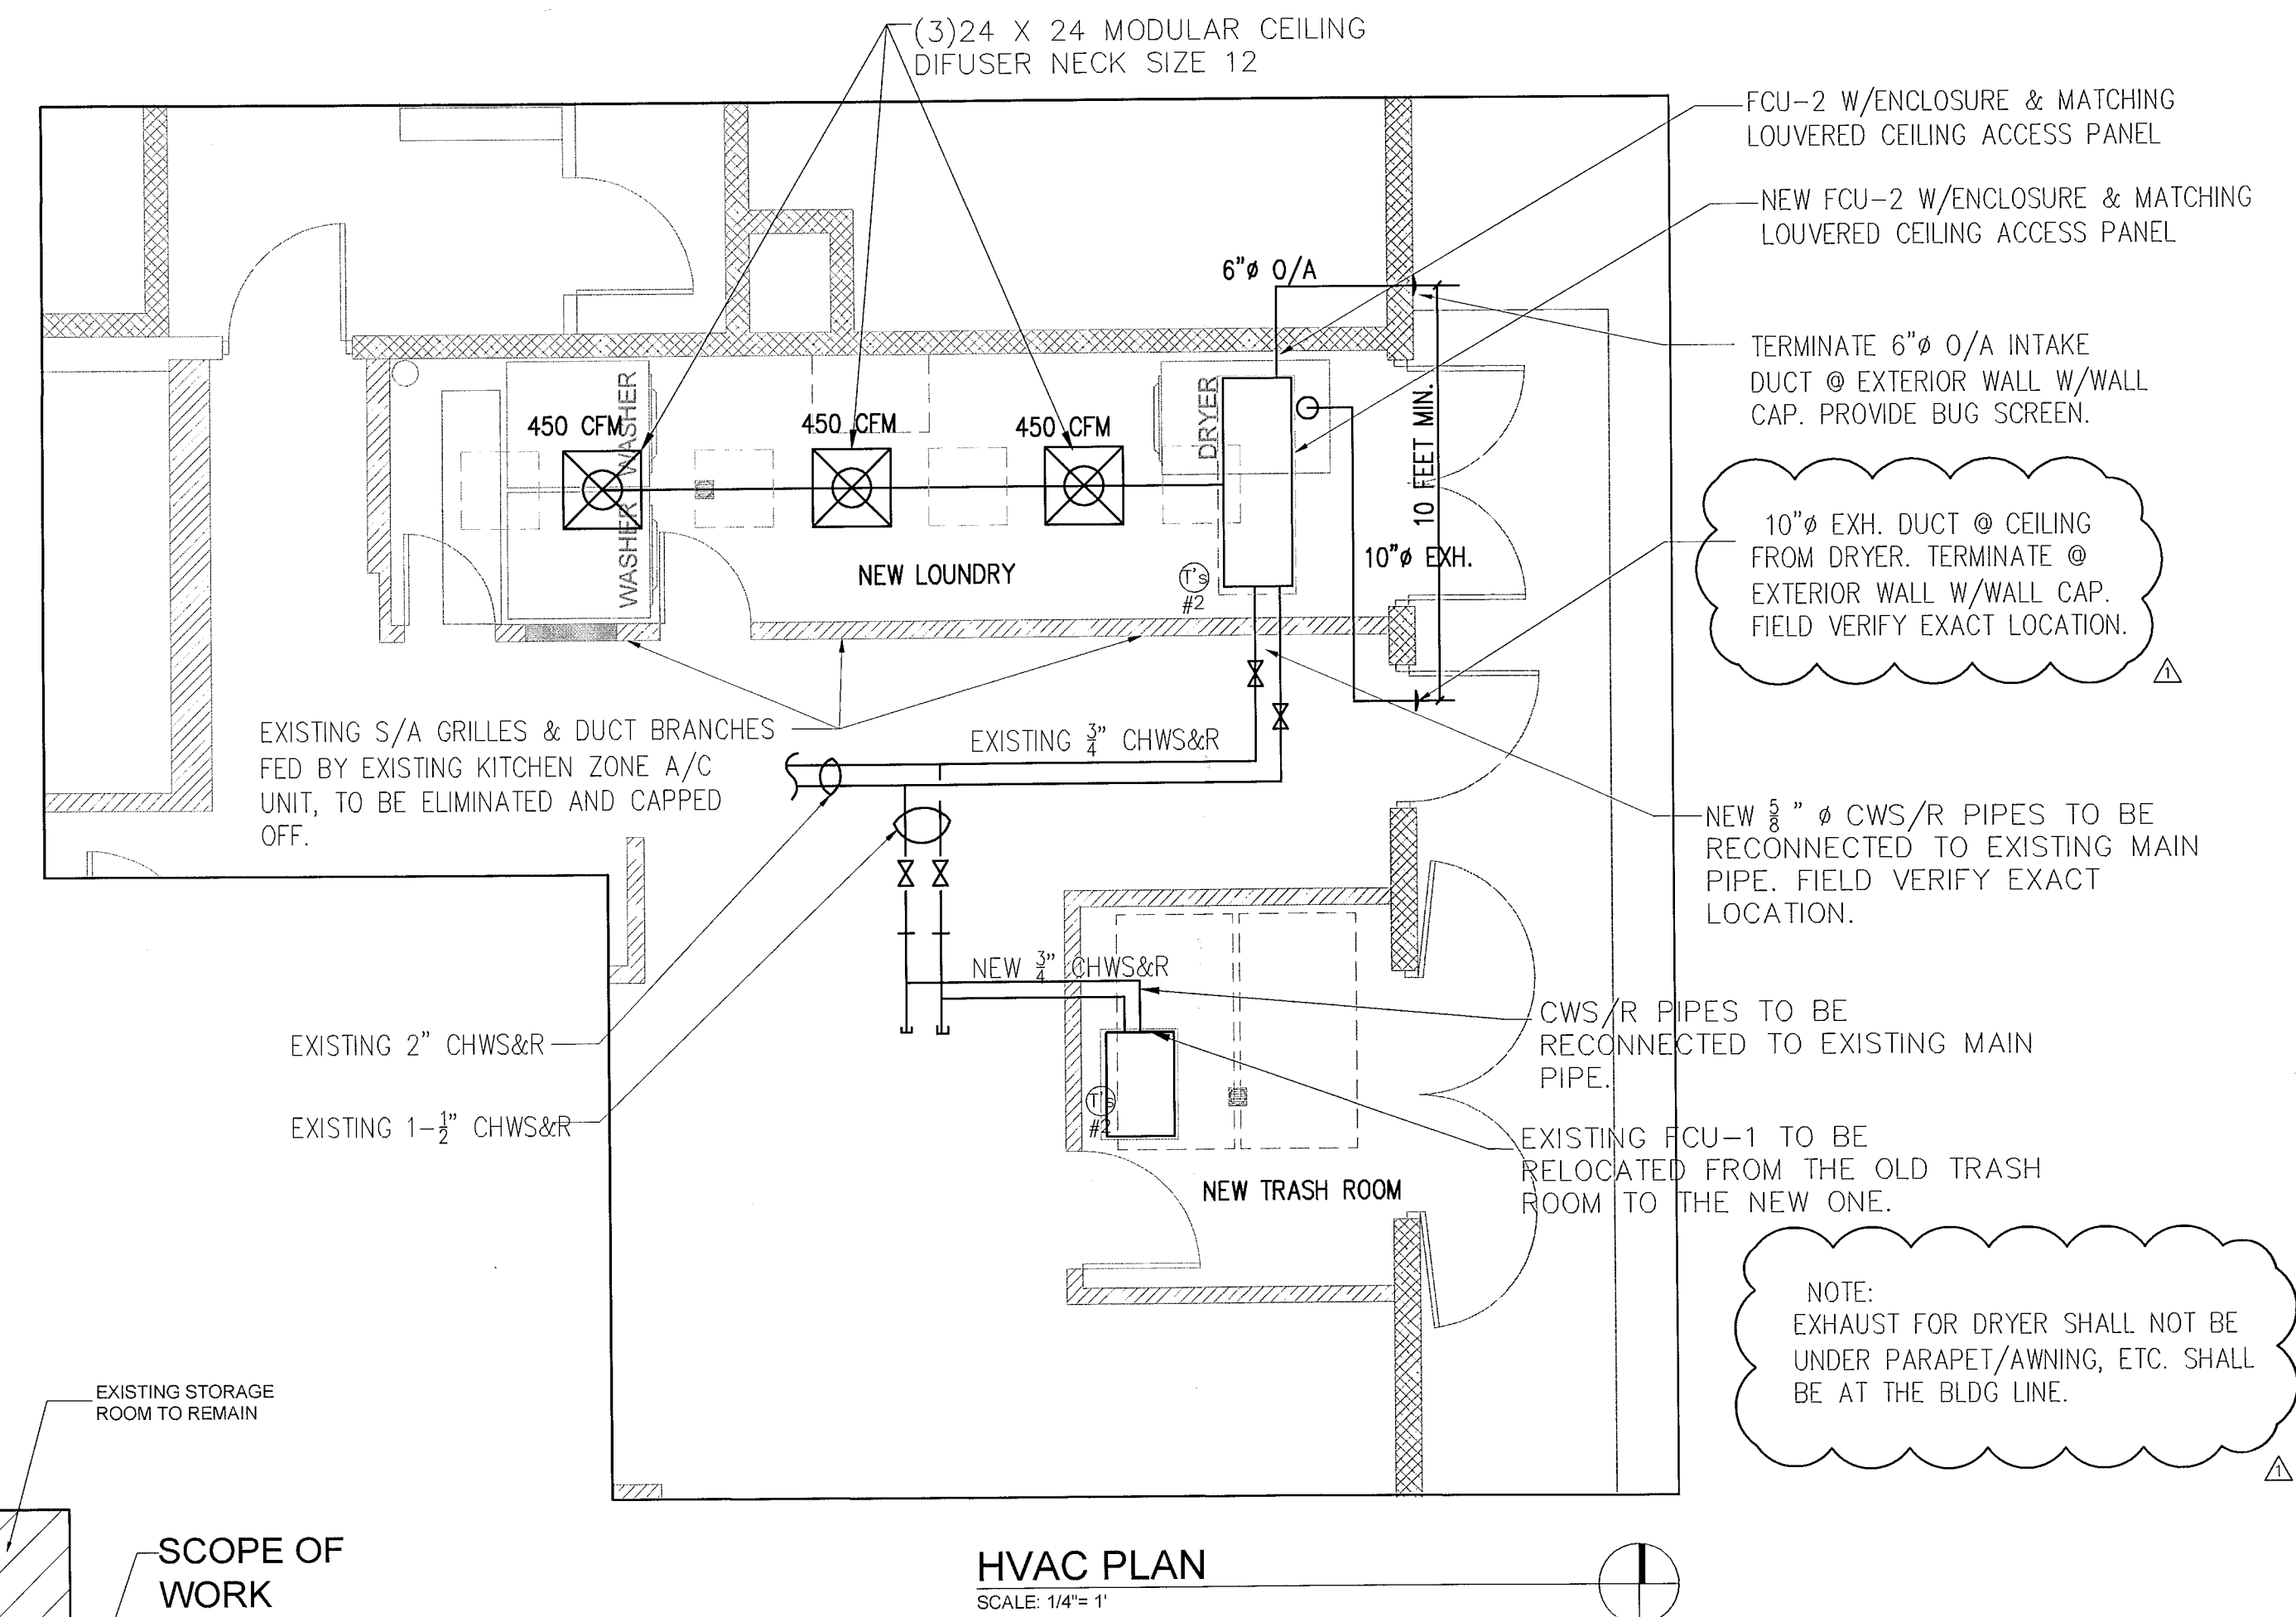 (3)24 X 24 MODULAR CEILING
DIFUSER NECK SIZE 12
FCU-2 W/ENCLOSURE & MATCHING
LOUVERED CEILING ACCESS PANEL
NEW FCU-2 W/ENCLOSURE & MATCHING
LOUVERED CEILING ACCESS PANEL
6"ø O/A
TERMINATE 6"ø O/A INTAKE
DUCT @ EXTERIOR WALL W/WALL
CAP. PROVIDE BUG SCREEN.
450 CFM
450 CFM
450 CFM
WASHER
WASHER
DRYER
10 FEET MIN.
10"ø EXH. DUCT @ CEILING
FROM DRYER. TERMINATE @
EXTERIOR WALL W/WALL CAP.
FIELD VERIFY EXACT LOCATION.
1
NEW LOUNDRY
T's
#2
10"ø EXH.
EXISTING S/A GRILLES & DUCT BRANCHES
FED BY EXISTING KITCHEN ZONE A/C
UNIT, TO BE ELIMINATED AND CAPPED
OFF.
EXISTING 3/4" CHWS&R
NEW 5/8 " ø CWS/R PIPES TO BE
RECONNECTED TO EXISTING MAIN
PIPE. FIELD VERIFY EXACT
LOCATION.
NEW 3/4" CHWS&R
CWS/R PIPES TO BE
RECONNECTED TO EXISTING MAIN
PIPE.
EXISTING 2" CHWS&R
EXISTING 1-1/2" CHWS&R
T's
#2
EXISTING FCU-1 TO BE
RELOCATED FROM THE OLD TRASH
ROOM TO THE NEW ONE.
NEW TRASH ROOM
NOTE:
EXHAUST FOR DRYER SHALL NOT BE
UNDER PARAPET/AWNING, ETC. SHALL
BE AT THE BLDG LINE.
1
EXISTING STORAGE
ROOM TO REMAIN
SCOPE OF
WORK
HVAC PLAN
SCALE: 1/4"= 1'